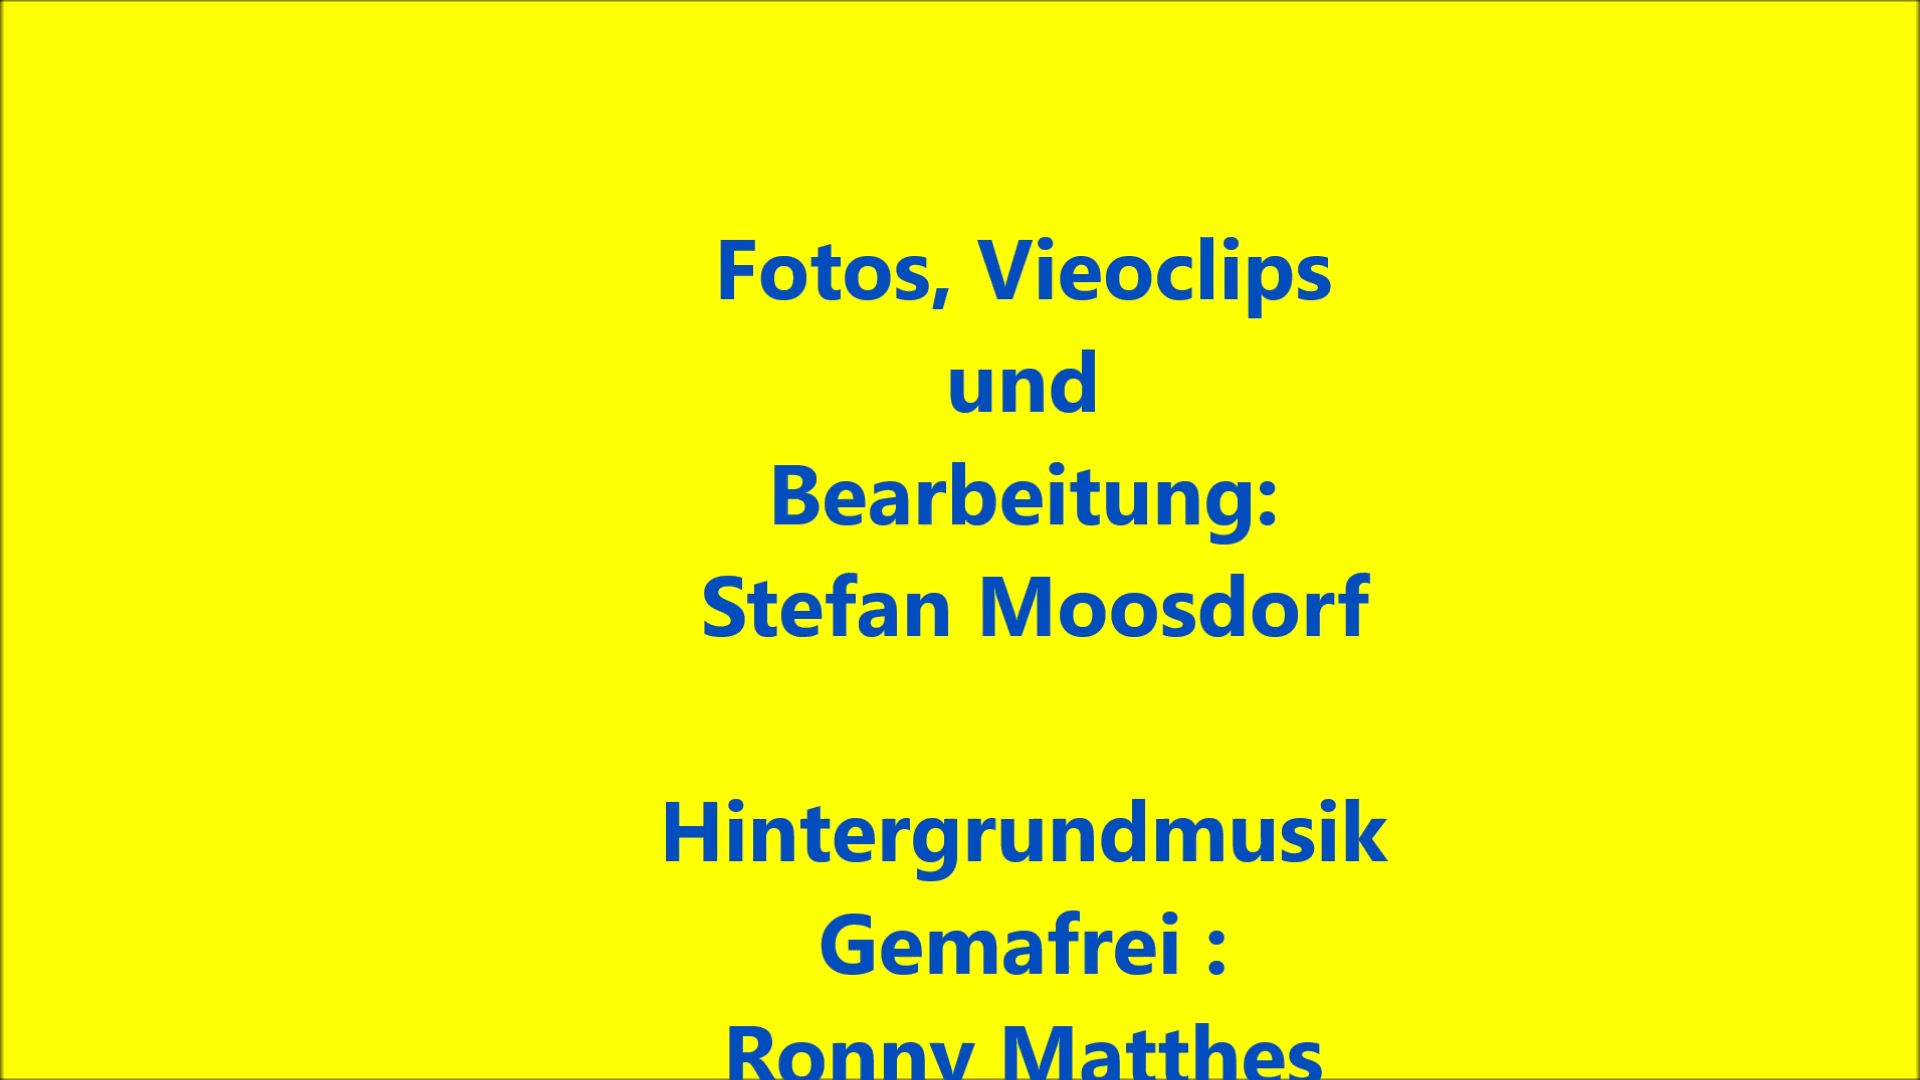 Fotos, Vieoclips
und
Bearbeitung:
Stefan Moosdorf
Hintergrundmusik
Gemafrei :
Ronny Matthes